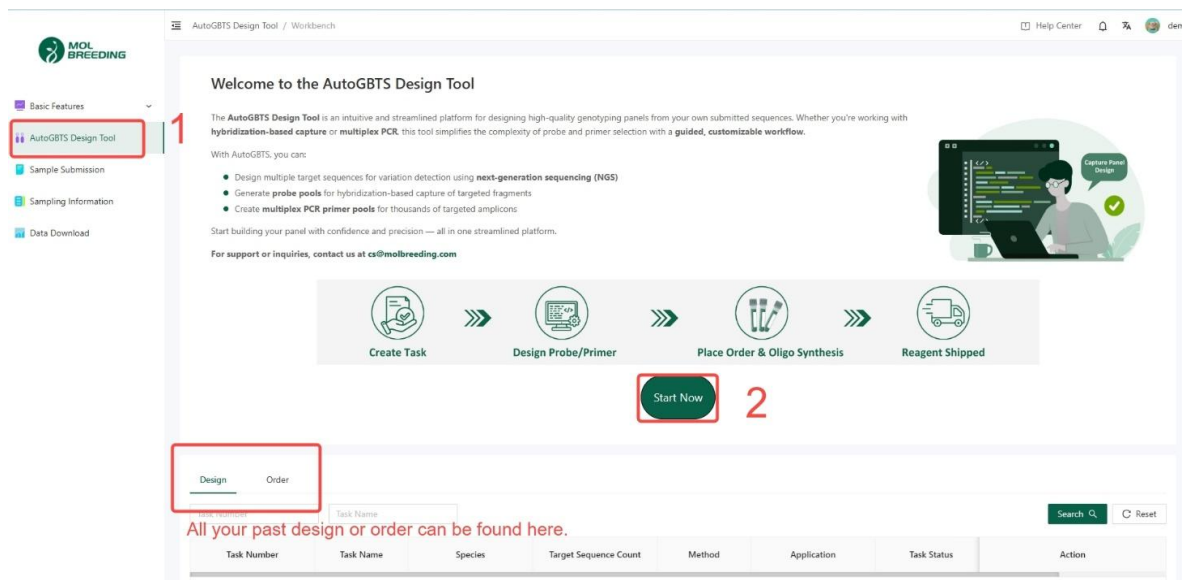 AutoGBTS Design Tool / Workbench
Help Center
MOL
BREEDING
Basic Features
AutoGBTS Design Tool
Sample Submission
Sampling Information
Data Download
1
Welcome to the AutoGBTS Design Tool
The AutoGBTS Design Tool is an intuitive and streamlined platform for designing high-quality genotyping panels from your own submitted sequences. Whether you're working with
hybridization-based capture or multiplex PCR, this tool simplifies the complexity of probe and primer selection with a guided, customizable workflow.
With AutoGBTS, you can:
Design multiple target sequences for variation detection using next-generation sequencing (NGS)
Generate probe pools for hybridization-based capture of targeted fragments
Create multiplex PCR primer pools for thousands of targeted amplicons
Start building your panel with confidence and precision — all in one streamlined platform.
For support or inquiries, contact us at cs@molbreeding.com
Capture Panel
Design
Create Task
Design Probe/Primer
Place Order & Oligo Synthesis
Reagent Shipped
Start Now
2
Design
Order
Task Number
Task Name
Search
Reset
All your past design or order can be found here.
Task Number
Task Name
Species
Target Sequence Count
Method
Application
Task Status
Action